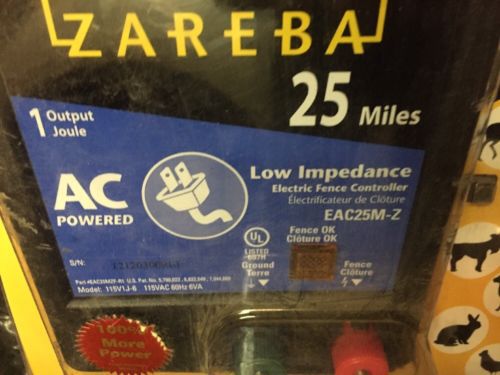 ZAREBA
25 Miles
1 Output
Joule
AC
POWERED
Low Impedance
Electric Fence Controller
Électrificateur de Clôture
EAC25M-Z
UL
LISTED
Fence OK
Clôture OK
Ground
Terre
Fence
Clôture
S/N:
Model: 115V1J-6 115VAC 60Hz 6VA
100%
More
Power